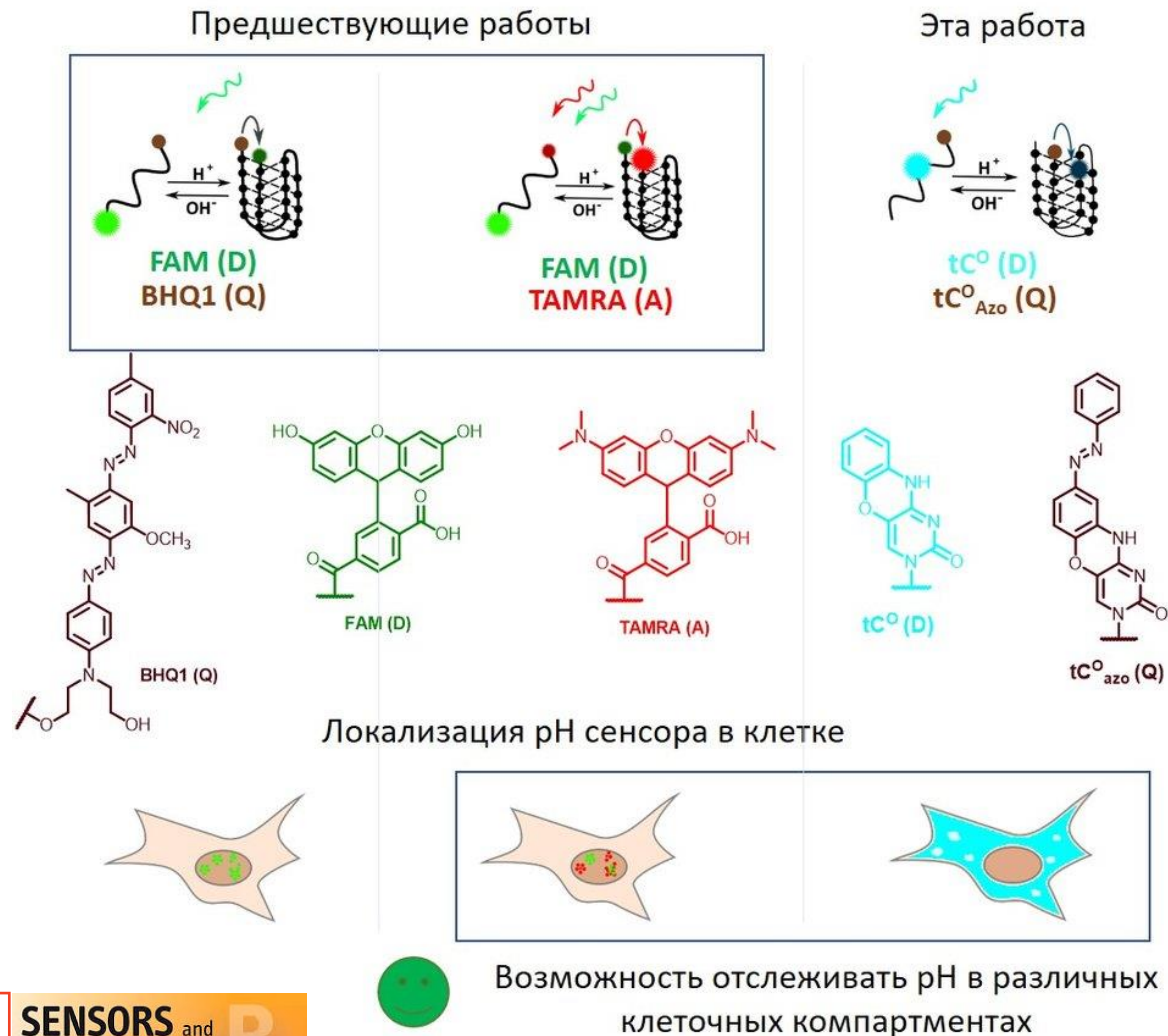 Предшествующие работы
Эта работа
H⁺
OH⁻
FAM (D)
BHQ1 (Q)
H⁺
OH⁻
FAM (D)
TAMRA (A)
H⁺
OH⁻
tCᴼ (D)
tCᴼAzo (Q)
NO₂
N
N
OCH₃
N
N
N
O
OH
BHQ1 (Q)
HO
O
OH
O
OH
O
FAM (D)
N
O
N
O
OH
O
TAMRA (A)
NH
O
N
N
O
tCᴼ (D)
N
N
NH
O
N
N
O
tCᴼazo (Q)
Локализация pH сенсора в клетке
Возможность отслеживать pH в различных
клеточных компартментах
SENSORS and
B